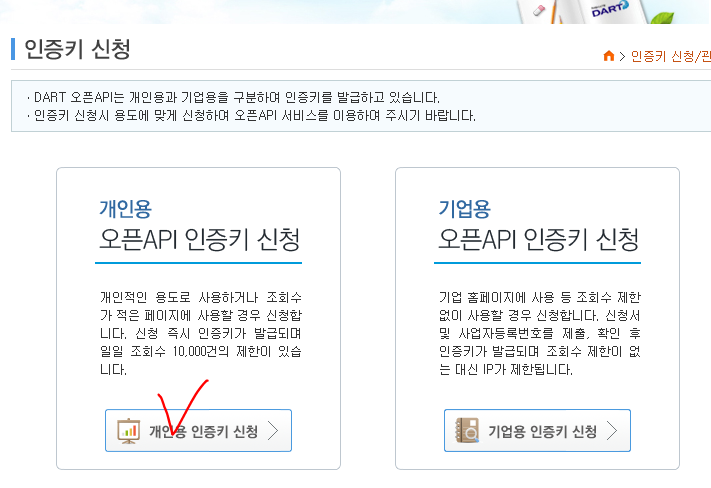 DART
인증키 신청
> 인증키 신청/관
· DART 오픈API는 개인용과 기업용을 구분하여 인증키를 발급하고 있습니다.
· 인증키 신청시 용도에 맞게 신청하여 오픈API 서비스를 이용하여 주시기 바랍니다.
개인용
오픈API 인증키 신청
개인적인 용도로 사용하거나 조회수
가 적은 페이지에 사용할 경우 신청합
니다. 신청 즉시 인증키가 발급되며
일일 조회수 10,000건의 제한이 있습
니다.
개인용 인증키 신청
기업용
오픈API 인증키 신청
기업 홈페이지에 사용 등 조회수 제한
없이 사용할 경우 신청합니다. 신청서
및 사업자등록번호를 제출, 확인 후
인증키가 발급되며 조회수 제한이 없
는 대신 IP가 제한됩니다.
기업용 인증키 신청